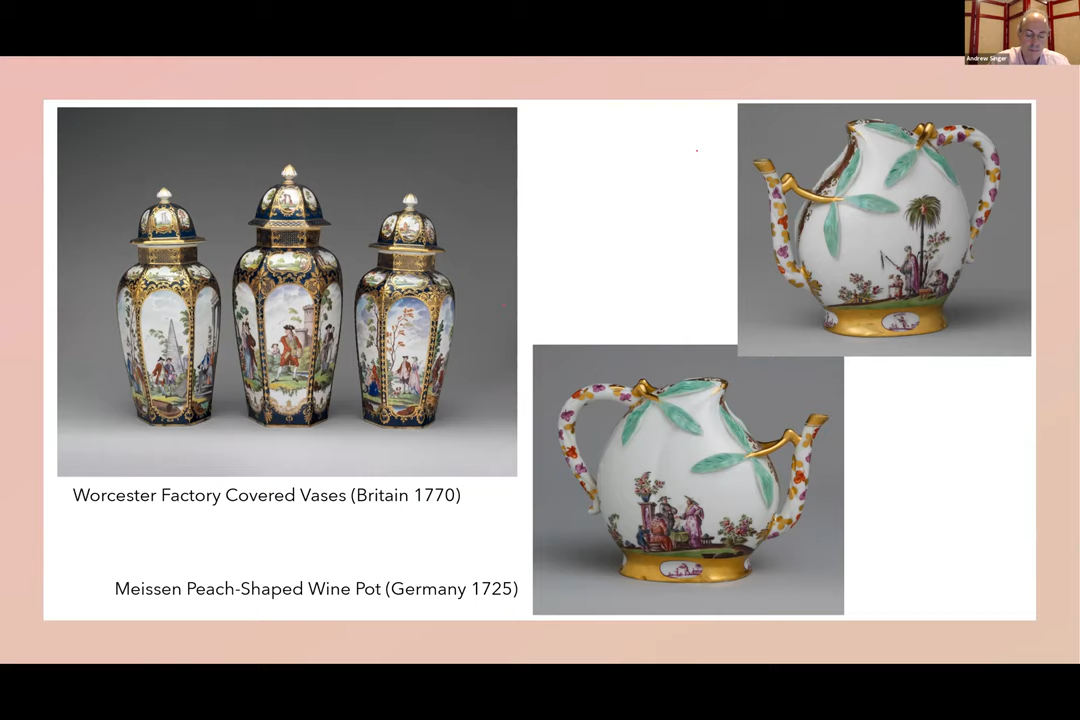 Andrew Singer
Worcester Factory Covered Vases (Britain 1770)
Meissen Peach-Shaped Wine Pot (Germany 1725)